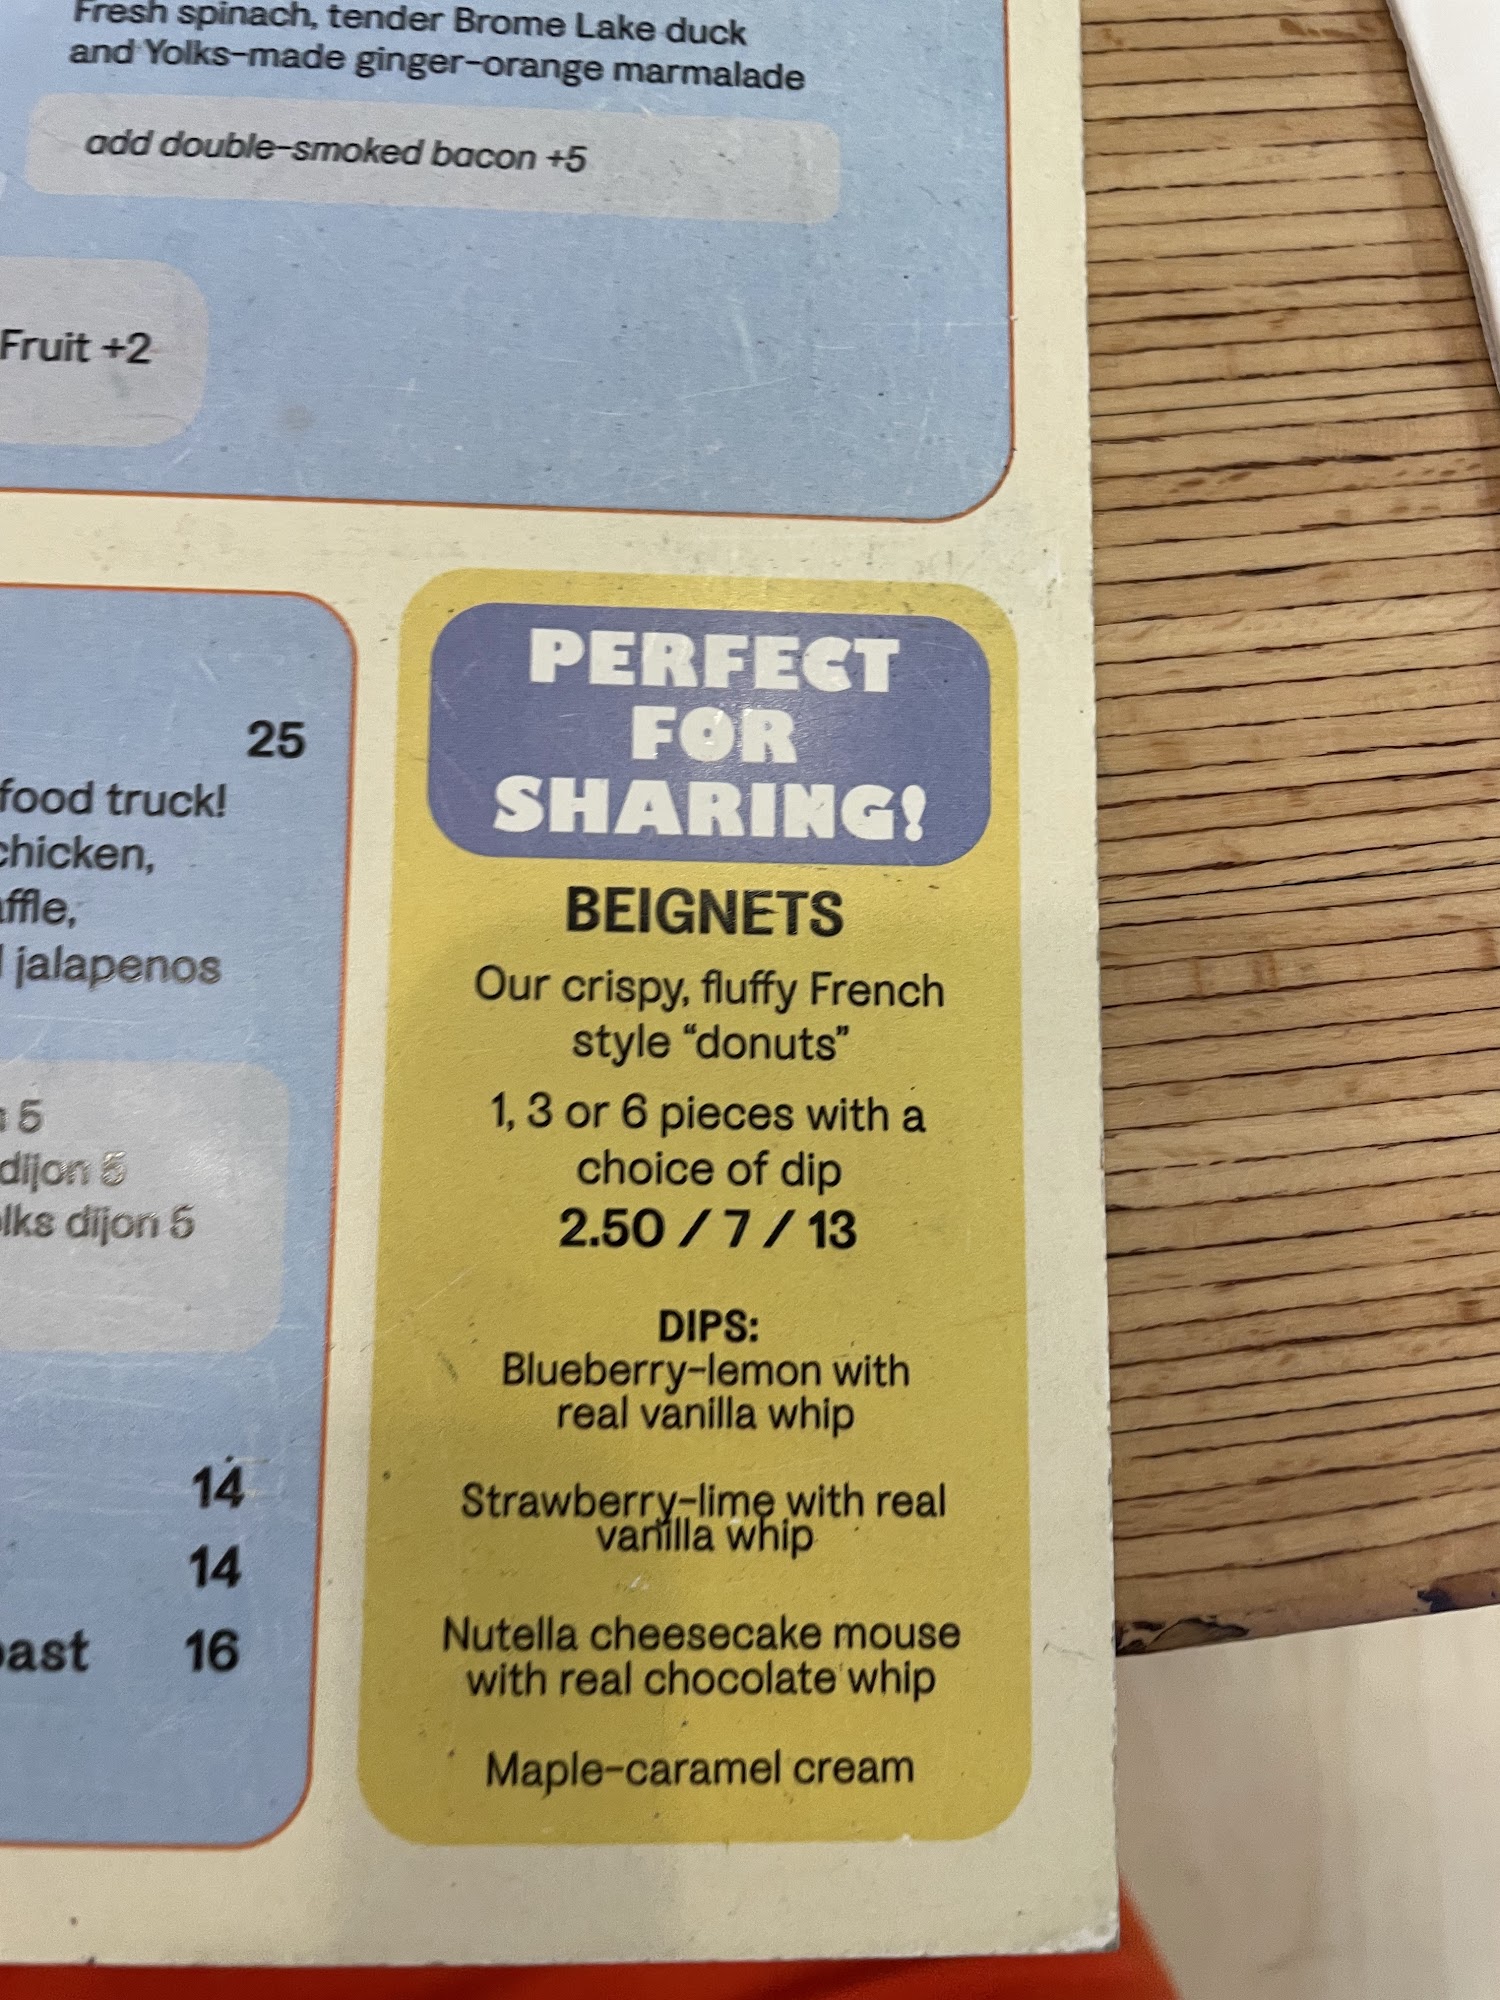 Fresh spinach, tender Brome Lake duck
and Yolks-made ginger-orange marmalade
add double-smoked bacon +5
Fruit +2
25
food truck!
chicken,
jalapenos
5
dijon 5
dijon 5
14
14
16
PERFECT
FOR
SHARING!
BEIGNETS
Our crispy, fluffy French
style “donuts”
1, 3 or 6 pieces with a
choice of dip
2.50 / 7 / 13
DIPS:
Blueberry-lemon with
real vanilla whip
Strawberry-lime with real
vanilla whip
Nutella cheesecake mouse
with real chocolate whip
Maple-caramel cream